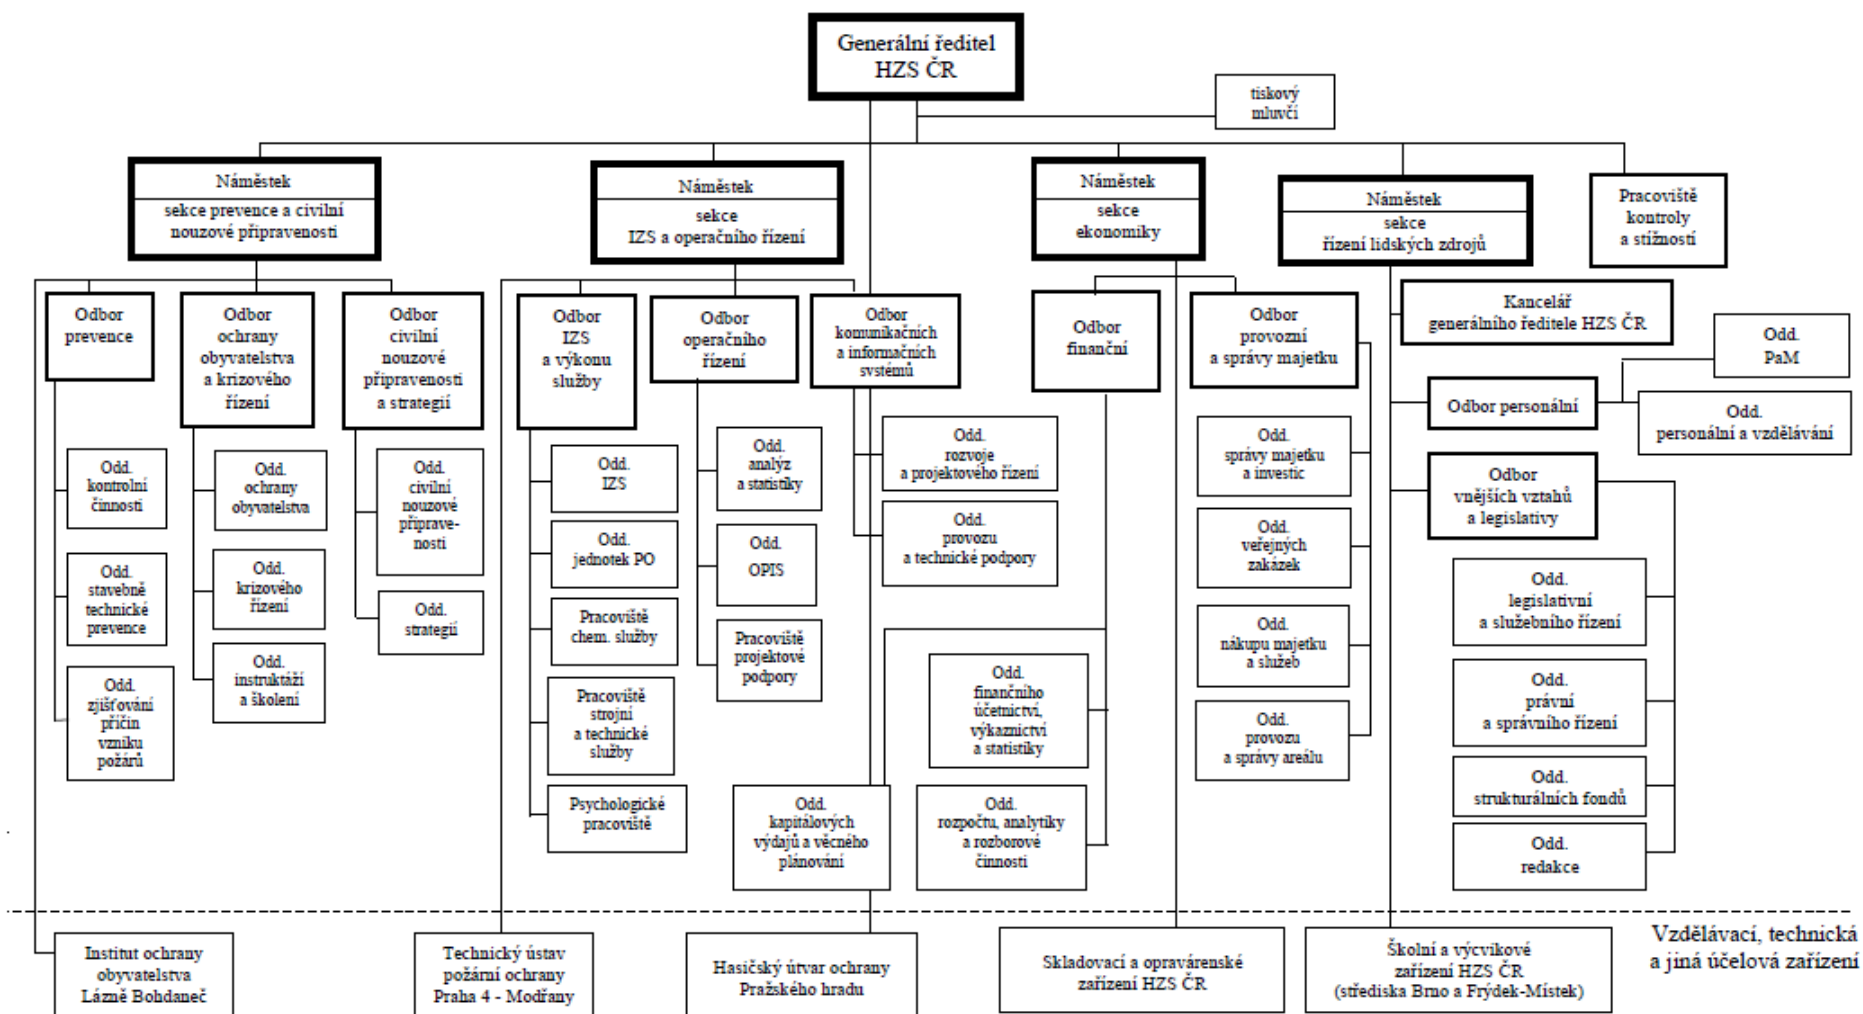 Generální ředitel
HZS ČR
tiskový
mluvčí
Náměstek
sekce prevence a civilní
nouzové připravenosti
Náměstek
sekce
IZS a operačního řízení
Náměstek
sekce
ekonomiky
Náměstek
sekce
řízení lidských zdrojů
Pracoviště
kontroly
a stížností
Odbor
prevence
Odbor
ochrany
obyvatelstva
a krizového
řízení
Odbor
civilní
nouzové
připravenosti
a strategií
Odbor
IZS
a výkonu
služby
Odbor
operačního
řízení
Odbor
komunikačních
a informačních
systémů
Odbor
finanční
Odbor
provozní
a správy majetku
Kancelář
generálního ředitele HZS ČR
Odd.
PaM
Odbor personální
Odd.
personální a vzdělávání
Odbor
vnějších vztahů
a legislativy
Odd.
kontrolní
činnosti
Odd.
stavebně
technické
prevence
Odd.
zjišťování
příčin
vzniku
požárů
Odd.
ochrany
obyvatelstva
Odd.
krizového
řízení
Odd.
instruktáží
a školení
Odd.
civilní
nouzové
připrave-
nosti
Odd.
strategií
Odd.
IZS
Odd.
jednotek PO
Pracoviště
chem. služby
Pracoviště
strojní
a technické
služby
Psychologické
pracoviště
Odd.
analýz
a statistiky
Odd.
OPIS
Pracoviště
projektové
podpory
Odd.
rozvoje
a projektového řízení
Odd.
provozu
a technické podpory
Odd.
finančního
účetnictví,
výkaznictví
a statistiky
Odd.
kapitálových
výdajů a věcného
plánování
Odd.
rozpočtu, analytiky
a rozborové
činnosti
Odd.
správy majetku
a investic
Odd.
veřejných
zakázek
Odd.
nákupu majetku
a služeb
Odd.
provozu
a správy areálu
Odd.
legislativní
a služebního řízení
Odd.
právní
a správního řízení
Odd.
strukturálních fondů
Odd.
redakce
Institut ochrany
obyvatelstva
Lázně Bohdaneč
Technický ústav
požární ochrany
Praha 4 - Modřany
Hasičský útvar ochrany
Pražského hradu
Skladovací a opravárenské
zařízení HZS ČR
Školní a výcvikové
zařízení HZS ČR
(střediska Brno a Frýdek-Místek)
Vzdělávací, technická
a jiná účelová zařízení